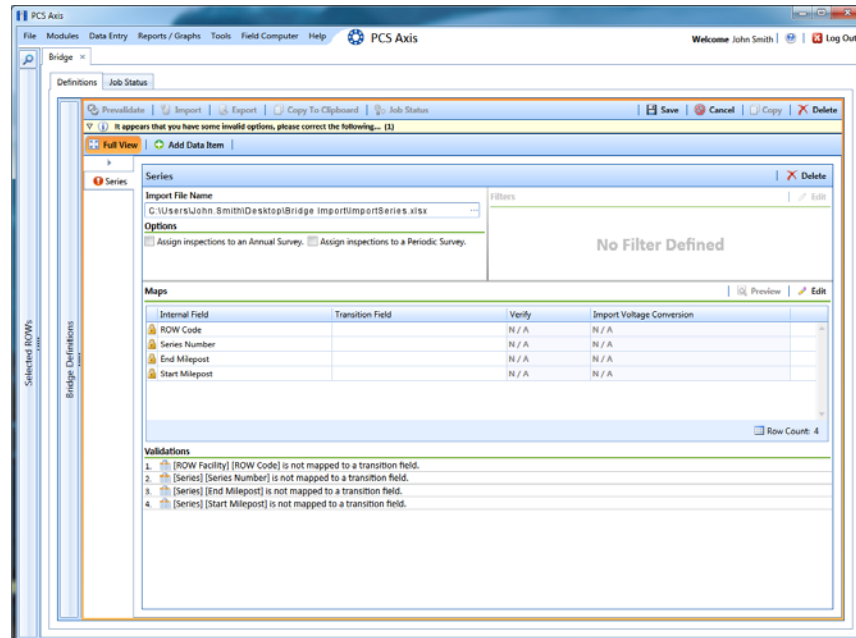 PCS Axis
File Modules Data Entry Reports / Graphs Tools Field Computer Help PCS Axis Welcome John Smith Log Out
Bridge
Definitions Job Status
Prevalidate Import Export Copy To Clipboard Job Status Save Cancel Copy Delete
It appears that you have some invalid options, please correct the following... (1)
Full View Add Data Item
Series
Series Delete
Import File Name
C:\Users\John.Smith\Desktop\Bridge Import\ImportSeries.xlsx ...
Options
Assign inspections to an Annual Survey. Assign inspections to a Periodic Survey.
Filters Edit
No Filter Defined
Maps Preview Edit
Internal Field Transition Field Verify Import Voltage Conversion
ROW Code N / A N / A
Series Number N / A N / A
End Milepost N / A N / A
Start Milepost N / A N / A
Row Count: 4
Validations
1. [ROW Facility] [ROW Code] is not mapped to a transition field.
2. [Series] [Series Number] is not mapped to a transition field.
3. [Series] [End Milepost] is not mapped to a transition field.
4. [Series] [Start Milepost] is not mapped to a transition field.
Selected ROWs
Bridge Definitions